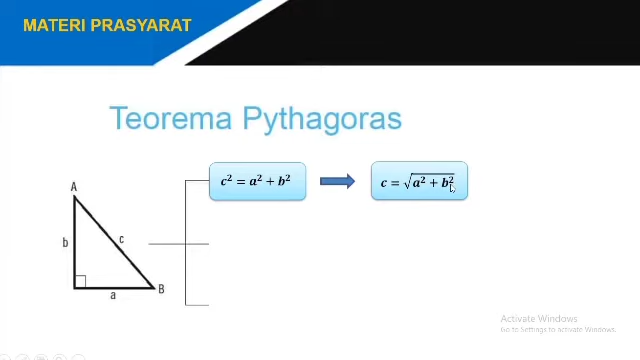 MATERI PRASYARAT
Teorema Pythagoras
c² = a² + b²
c = √(a² + b²)
A
b
c
a
B
Activate Windows
Go to Settings to activate Windows.